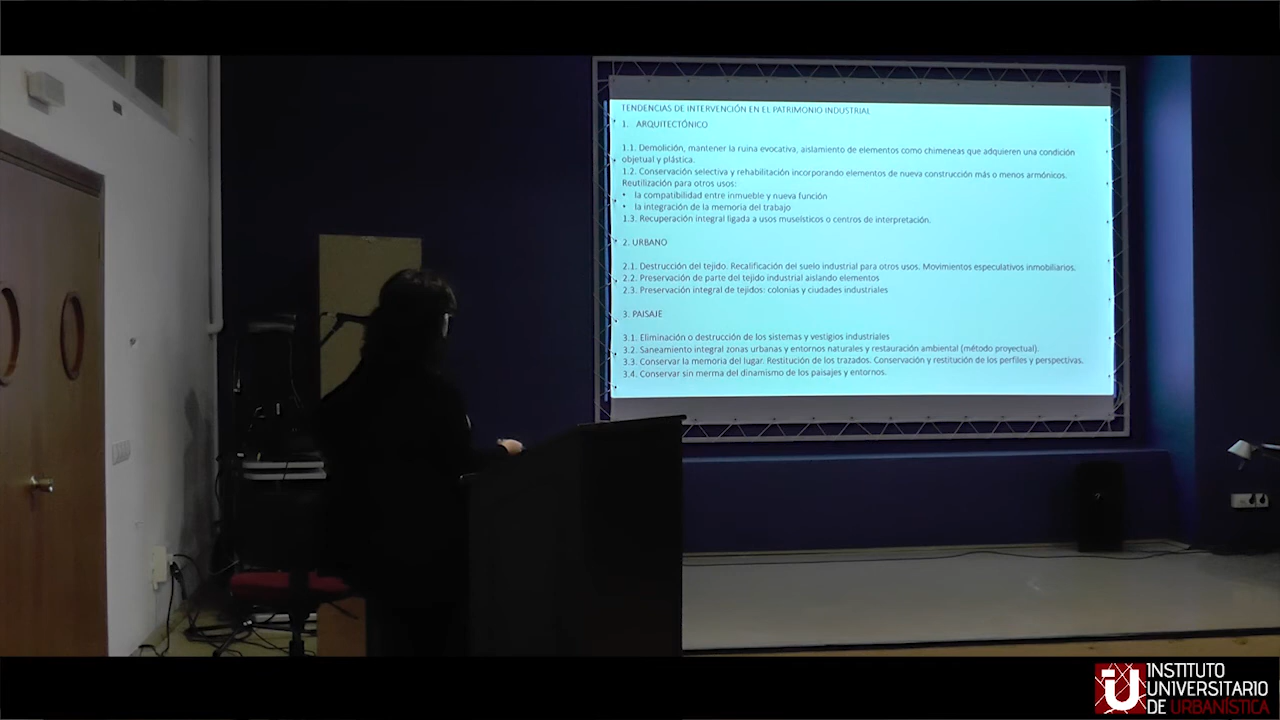 TENDENCIAS DE INTERVENCIÓN EN EL PATRIMONIO INDUSTRIAL
1. ARQUITECTÓNICO
1.1. Demolición, mantener la ruina evocativa, aislamiento de elementos como chimeneas que adquieren una condición
objetual y plástica.
1.2. Conservación selectiva y rehabilitación incorporando elementos de nueva construcción más o menos armónicos.
Reutilización para otros usos:
• la compatibilidad entre inmueble y nueva función
• la integración de la memoria del trabajo
1.3. Recuperación integral ligada a usos museísticos o centros de interpretación.
2. URBANO
2.1. Destrucción del tejido. Recalificación del suelo industrial para otros usos. Movimientos especulativos inmobiliarios.
2.2. Preservación de parte del tejido industrial aislando elementos
2.3. Preservación integral de tejidos: colonias y ciudades industriales
3. PAISAJE
3.1. Eliminación o destrucción de los sistemas y vestigios industriales
3.2. Saneamiento integral zonas urbanas y entornos naturales y restauración ambiental (método proyectual).
3.3. Conservar la memoria del lugar. Restitución de los trazados. Conservación y restitución de los perfiles y perspectivas.
3.4. Conservar sin merma del dinamismo de los paisajes y entornos.
INSTITUTO
UNIVERSITARIO
DE URBANÍSTICA